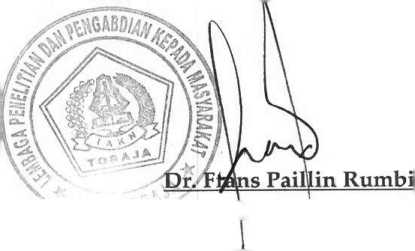 LEMBAGA PENELITIAN DAN PENGABDIAN KEPADA MASYARAKAT
IAKN
TORAJA
Dr. Frans Paillin Rumbi